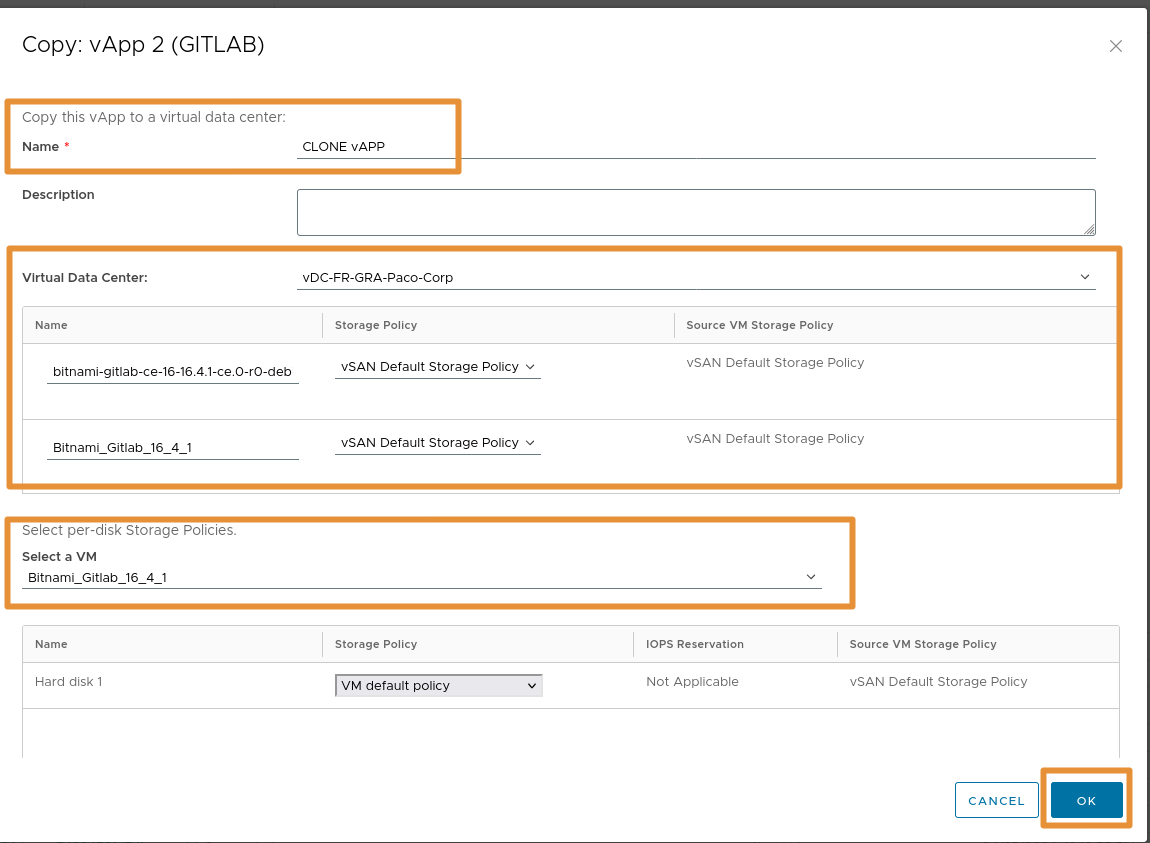 Copy: vApp 2 (GITLAB)
Copy this vApp to a virtual data center:
Name * CLONE vAPP
Description
Virtual Data Center: vDC-FR-GRA-Paco-Corp
Name Storage Policy Source VM Storage Policy
bitnami-gitlab-ce-16-16.4.1-ce.0-r0-deb vSAN Default Storage Policy vSAN Default Storage Policy
Bitnami_Gitlab_16_4_1 vSAN Default Storage Policy vSAN Default Storage Policy
Select per-disk Storage Policies.
Select a VM
Bitnami_Gitlab_16_4_1
Name Storage Policy IOPS Reservation Source VM Storage Policy
Hard disk 1 VM default policy Not Applicable vSAN Default Storage Policy
CANCEL OK